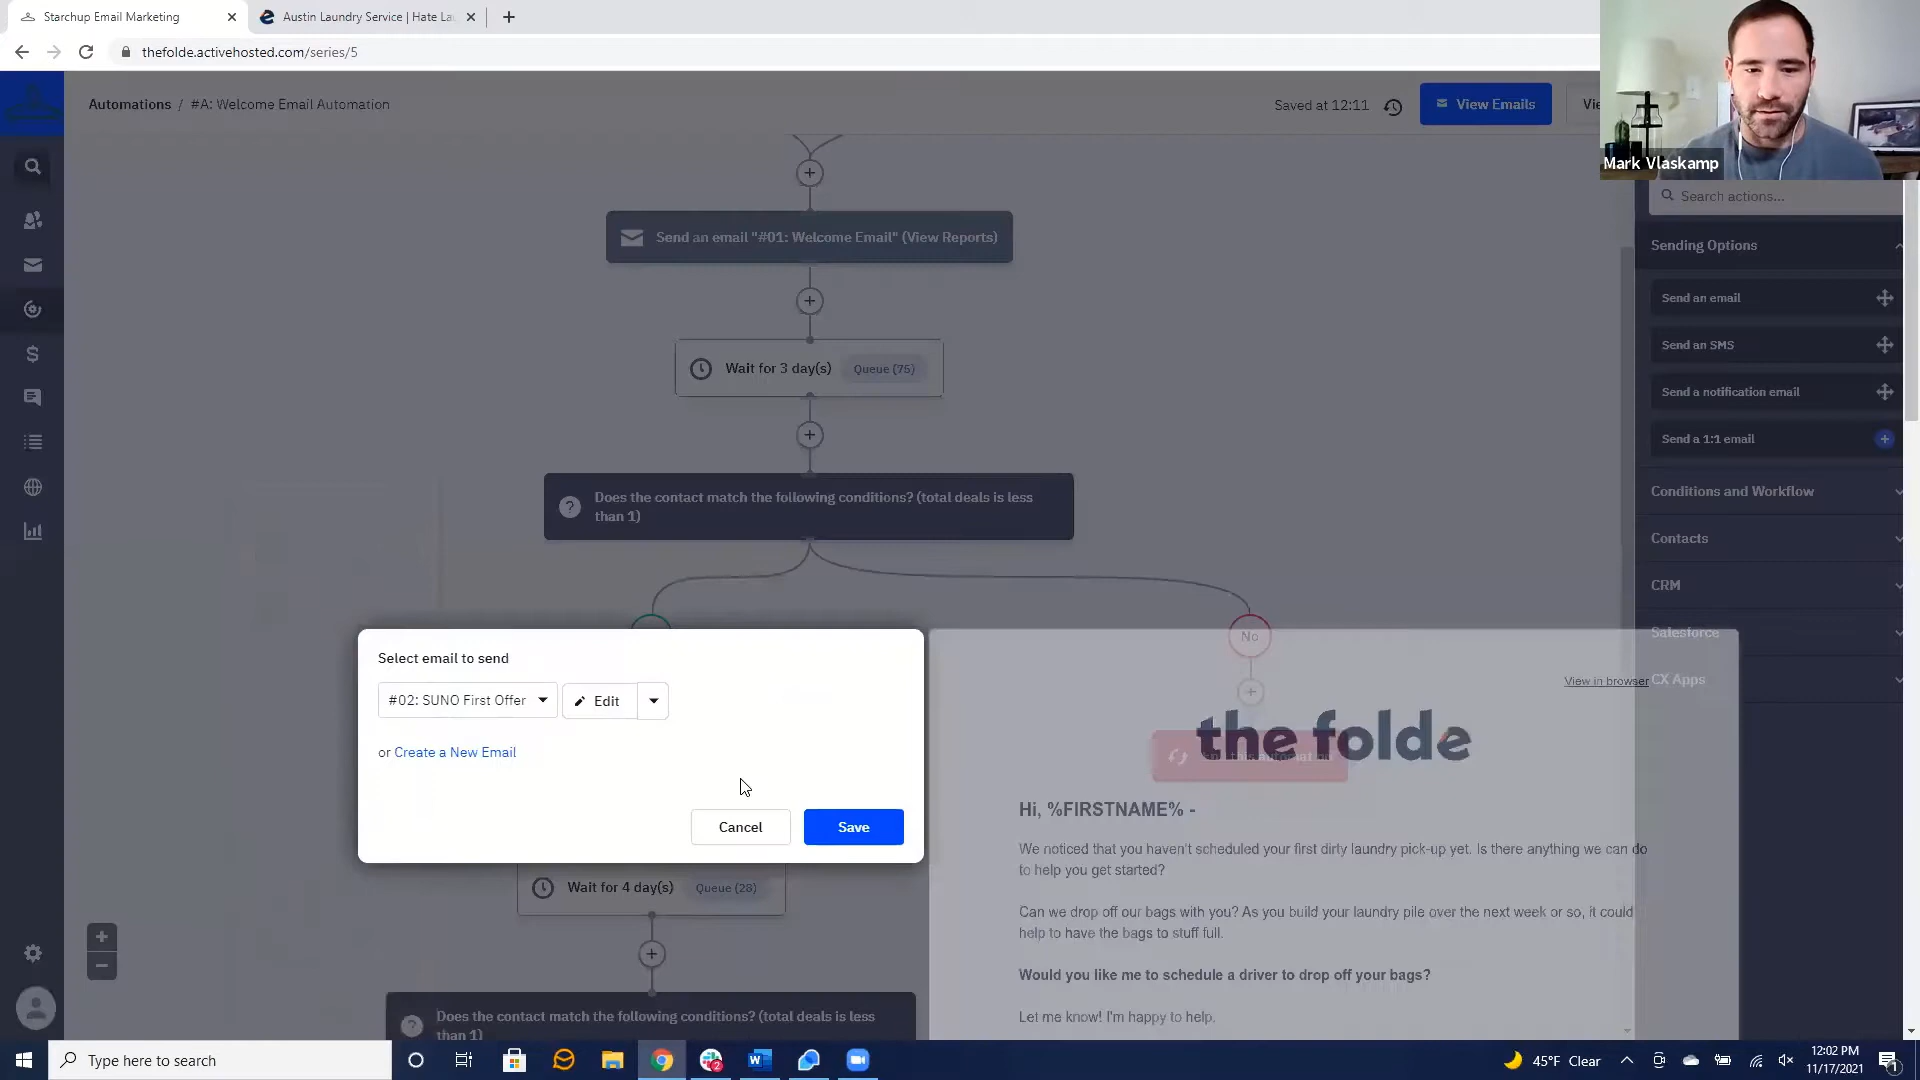 Starchup Email Marketing
Austin Laundry Service | Hate La
thefolde.activehosted.com/series/5
Automations / #A: Welcome Email Automation
Saved at 12:11
View Emails
Mark Vlaskamp
Search actions...
Send an email "#01: Welcome Email" (View Reports)
Sending Options
Send an email
Send an SMS
Wait for 3 day(s) Queue (75)
Send a notification email
Send a 1:1 email
Does the contact match the following conditions? (total deals is less
than 1)
Conditions and Workflow
Contacts
CRM
Salesforce
CX Apps
No
Select email to send
#02: SUNO First Offer
Edit
or Create a New Email
Cancel
Save
View in browser
the folde
Hi, %FIRSTNAME% -
We noticed that you haven't scheduled your first dirty laundry pick-up yet. Is there anything we can do
to help you get started?
Can we drop off our bags with you? As you build your laundry pile over the next week or so, it could
help to have the bags to stuff full.
Would you like me to schedule a driver to drop off your bags?
Let me know! I'm happy to help.
Wait for 4 day(s) Queue (28)
Does the contact match the following conditions? (total deals is less
than 1)
Type here to search
2
45°F Clear
12:02 PM
11/17/2021
1